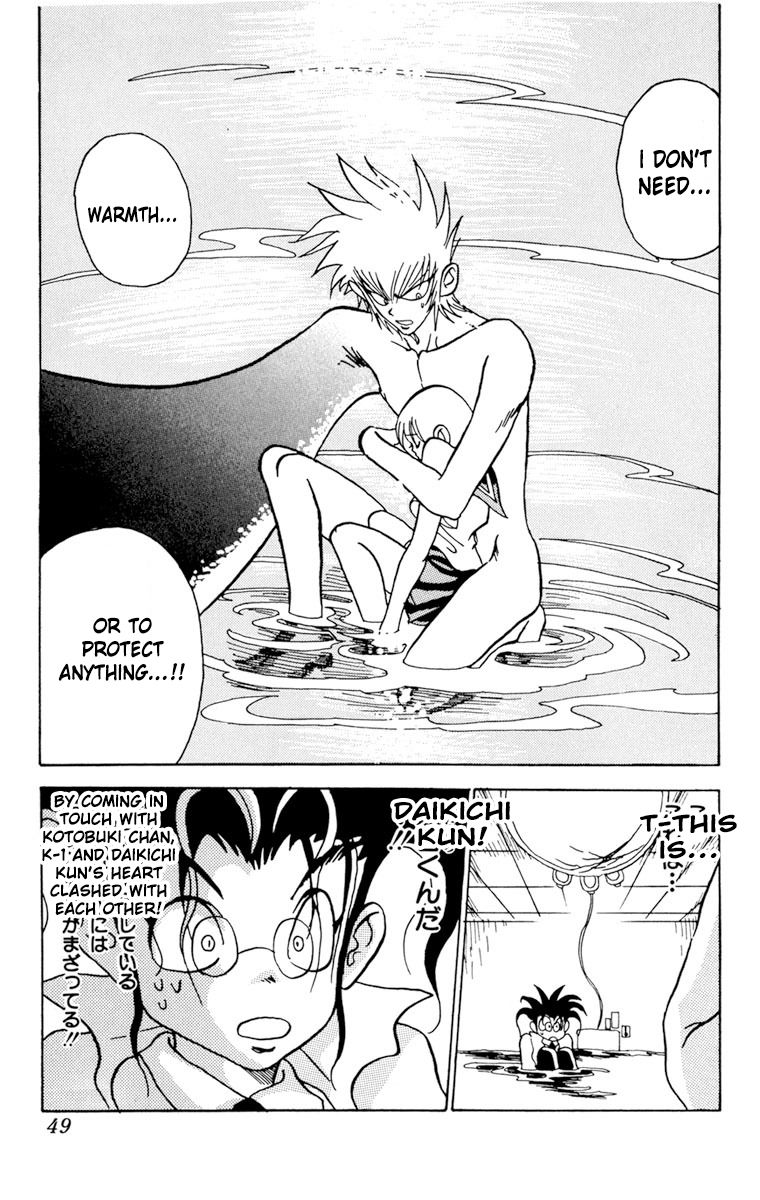 I DON'T
NEED...
WARMTH...
OR TO
PROTECT
ANYTHING...!!
T-THIS
IS...
DAIKICHI
KUN!
くんだ
!!
BY COMING IN
TOUCH WITH
KOTOBUKI CHAN,
K-1 AND DAIKICHI
KUN'S HEART
CLASHED WITH
EACH OTHER!
している
には
がまざってる!!
49